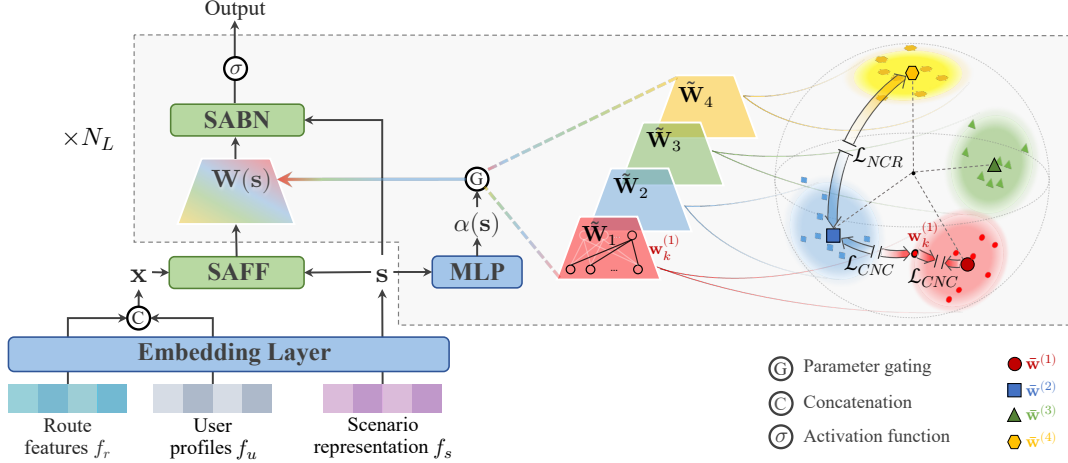 Output
σ
× N_L
SABN
W(s)
G
α(s)
x
SAFF
s
MLP
C
Embedding Layer
Route
features f_r
User
profiles f_u
Scenario
representation f_s
W̃_4
W̃_3
W̃_2
W̃_1
w_k^(1)
...
ℒ_NCR
w_k^(1)
ℒ_CNC
ℒ_CNC
G Parameter gating
C Concatenation
σ Activation function
w̄^(1)
w̄^(2)
w̄^(3)
w̄^(4)